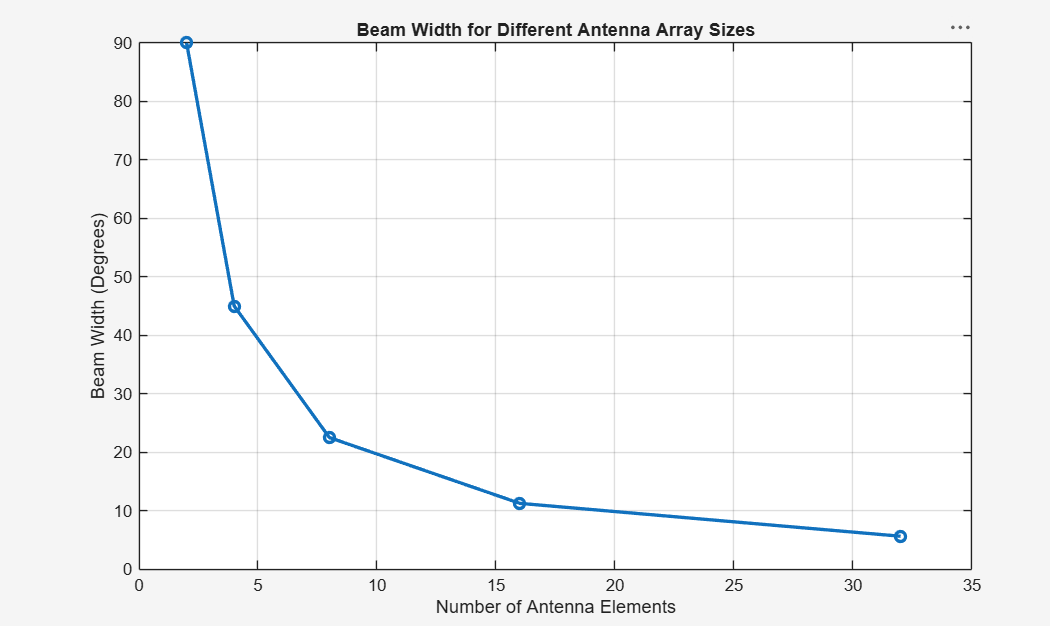 Beam Width for Different Antenna Array Sizes
90
80
70
60
50
40
30
20
10
0
Beam Width (Degrees)
0 5 10 15 20 25 30 35
Number of Antenna Elements